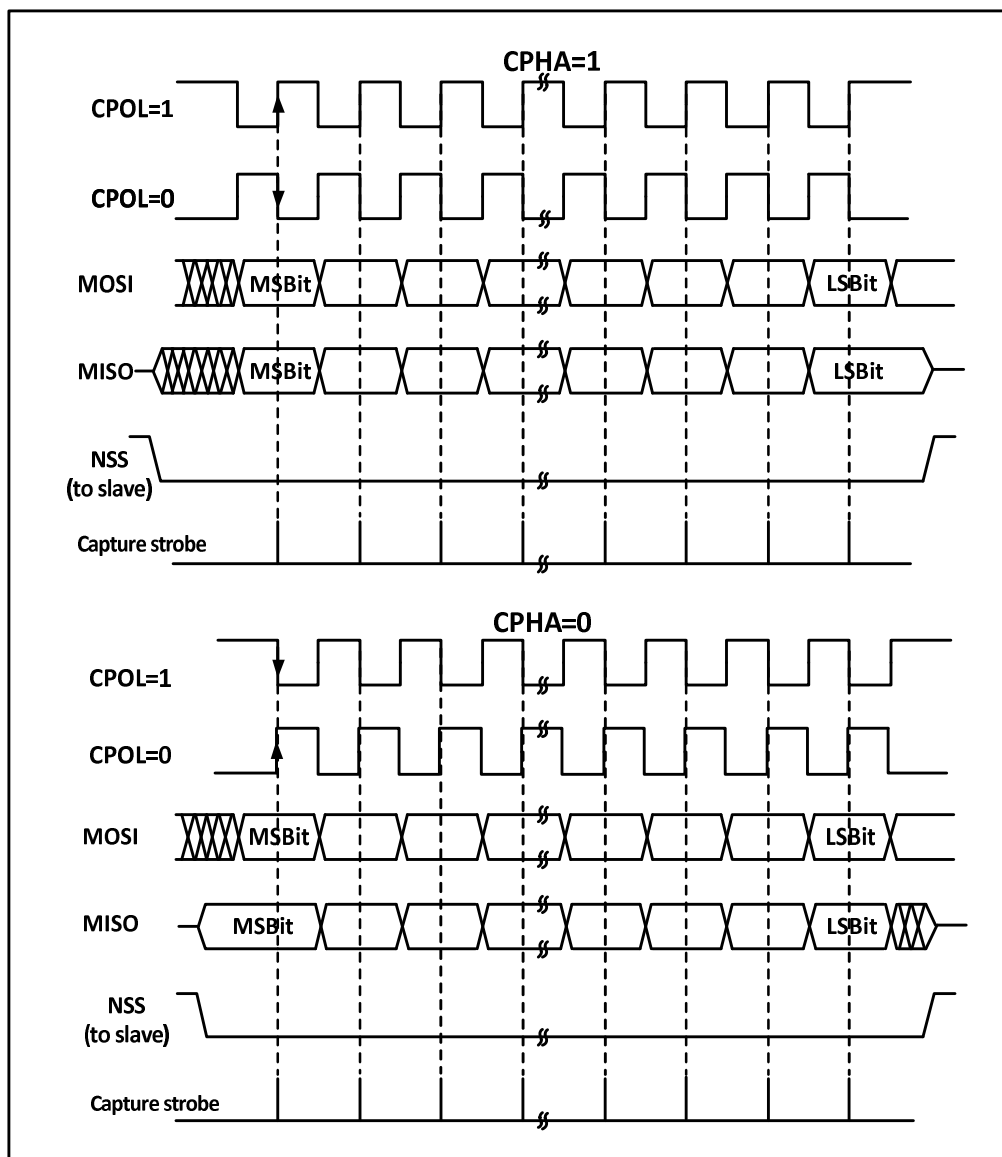 CPHA=1
CPOL=1
CPOL=0
MOSI
MSBit
LSBit
MISO
MSBit
LSBit
NSS
(to slave)
Capture strobe
CPHA=0
CPOL=1
CPOL=0
MOSI
MSBit
LSBit
MISO
MSBit
LSBit
NSS
(to slave)
Capture strobe